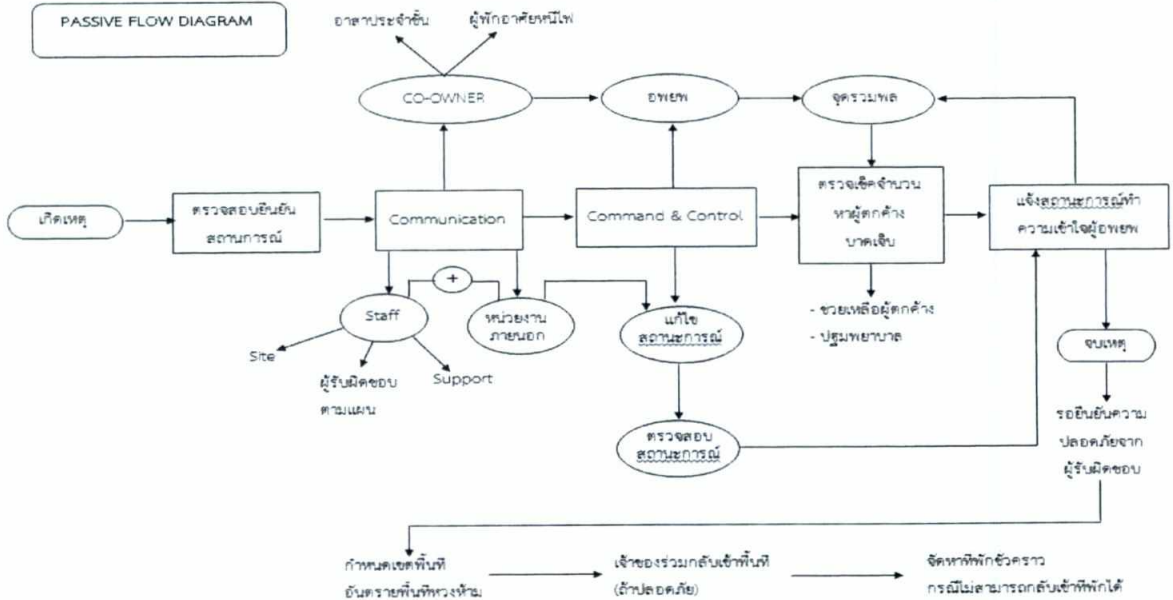 PASSIVE FLOW DIAGRAM
อาสาประจำชั้น
ผู้พักอาศัยหนีไฟ
CO-OWNER
อพยพ
จุดรวมพล
เกิดเหตุ
ตรวจสอบยืนยัน
สถานการณ์
Communication
Command & Control
ตรวจเช็คจำนวน
หาผู้ตกค้าง
บาดเจ็บ
แจ้งสถานะการณ์ทำ
ความเข้าใจผู้อพยพ
+
Staff
หน่วยงาน
ภายนอก
แก้ไข
สถานะการณ์
- ช่วยเหลือผู้ตกค้าง
- ปฐมพยาบาล
จบเหตุ
Site
ผู้รับผิดชอบ
ตามแผน
Support
ตรวจสอบ
สถานะการณ์
รอยืนยันความ
ปลอดภัยจาก
ผู้รับผิดชอบ
กำหนดเขตพื้นที่
อันตรายพื้นที่หวงห้าม
เจ้าของร่วมกลับเข้าพื้นที่
(ถ้าปลอดภัย)
จัดหาที่พักชั่วคราว
กรณีไม่สามารถกลับเข้าที่พักได้